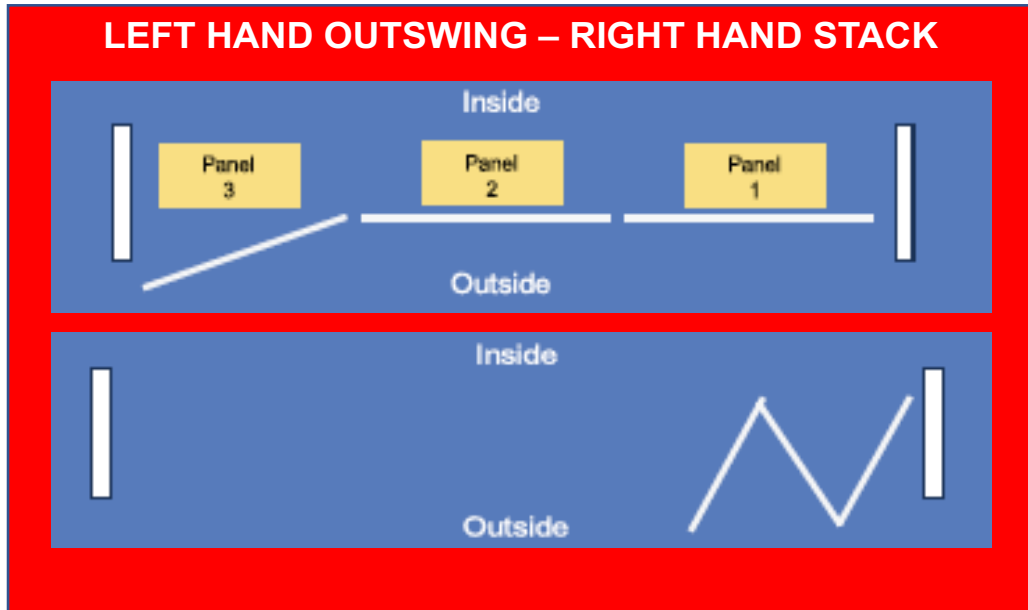 LEFT HAND OUTSWING – RIGHT HAND STACK
Inside
Panel
3
Panel
2
Panel
1
Outside
Inside
Outside